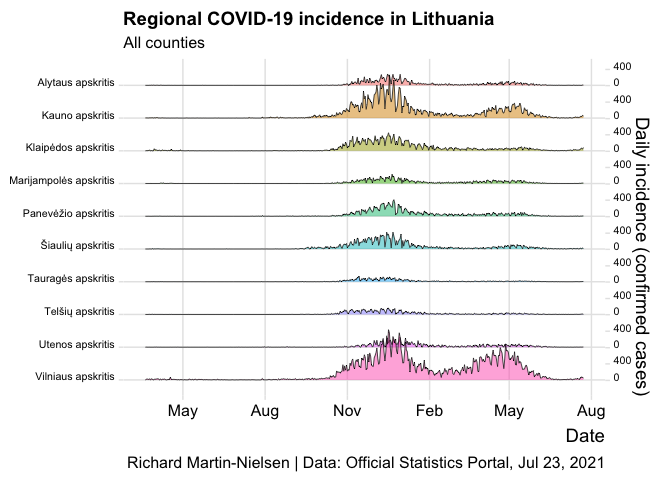 Regional COVID-19 incidence in Lithuania
All counties
Alytaus apskritis
Kauno apskritis
Klaipėdos apskritis
Marijampolės apskritis
Panevėžio apskritis
Šiaulių apskritis
Tauragės apskritis
Telšių apskritis
Utenos apskritis
Vilniaus apskritis
400
0
400
0
400
0
400
0
400
0
400
0
400
0
400
0
400
0
400
0
Daily incidence (confirmed cases)
May Aug Nov Feb May Aug
Date
Richard Martin-Nielsen | Data: Official Statistics Portal, Jul 23, 2021